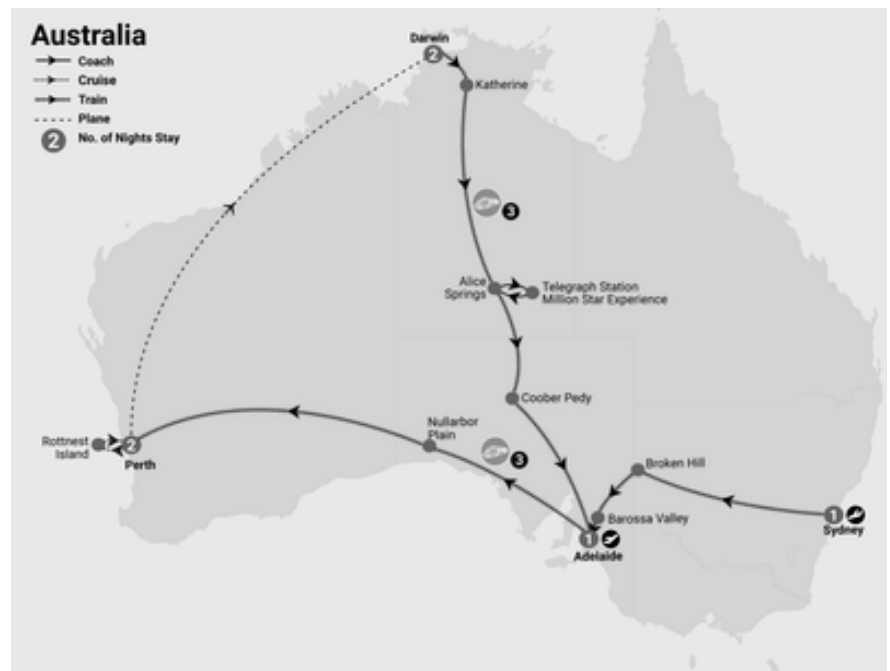 Australia
Coach
Cruise
Train
Plane
2 No. of Nights Stay
Darwin
2
Katherine
3
Alice
Springs
Telegraph Station
Million Star Experience
Coober Pedy
Nullarbor
Plain
3
Rottnest
Island
2
Perth
Broken Hill
Barossa Valley
1
Adelaide
1
Sydney